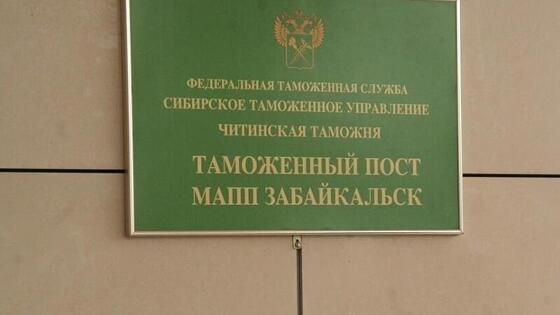 ФЕДЕРАЛЬНАЯ ТАМОЖЕННАЯ СЛУЖБА
СИБИРСКОЕ ТАМОЖЕННОЕ УПРАВЛЕНИЕ
ЧИТИНСКАЯ ТАМОЖНЯ
ТАМОЖЕННЫЙ ПОСТ
МАПП ЗАБАЙКАЛЬСК